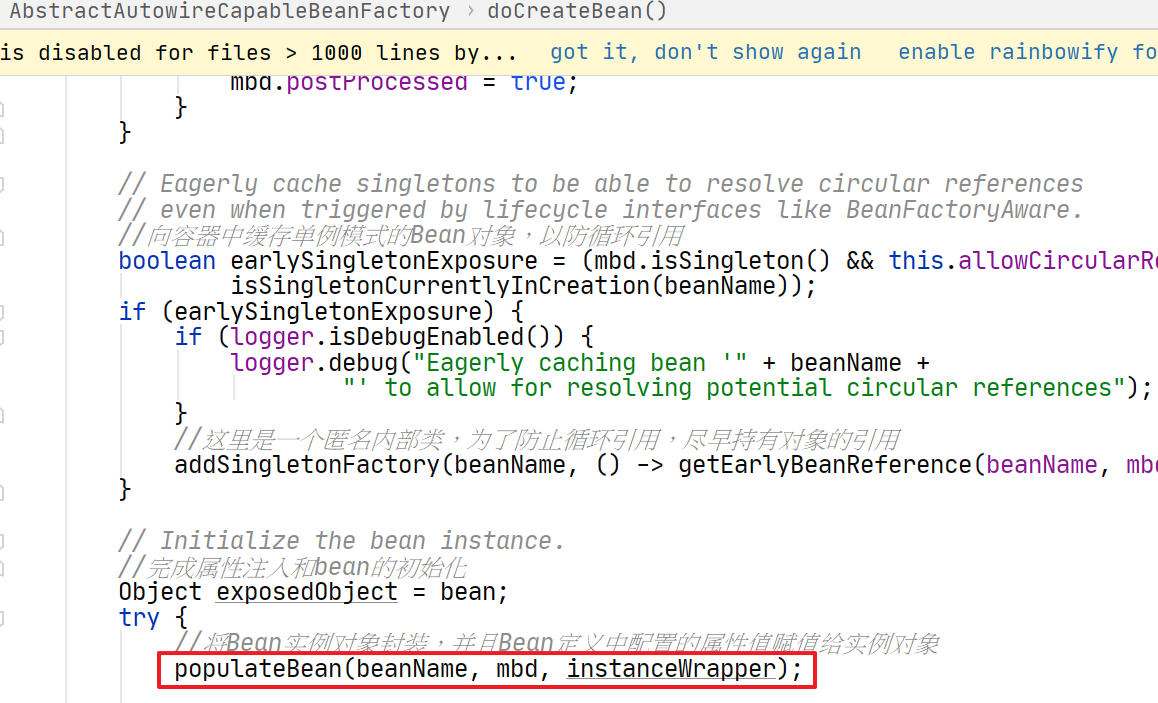 AbstractAutowireCapableBeanFactory › doCreateBean()
is disabled for files > 1000 lines by... got it, don't show again enable rainbowify fo
mbd.postProcessed = true;
}
}
// Eagerly cache singletons to be able to resolve circular references
// even when triggered by lifecycle interfaces like BeanFactoryAware.
//向容器中缓存单例模式的Bean对象，以防循环引用
boolean earlySingletonExposure = (mbd.isSingleton() && this.allowCircularRe
isSingletonCurrentlyInCreation(beanName));
if (earlySingletonExposure) {
if (logger.isDebugEnabled()) {
logger.debug("Eagerly caching bean '" + beanName +
"' to allow for resolving potential circular references");
}
//这里是一个匿名内部类，为了防止循环引用，尽早持有对象的引用
addSingletonFactory(beanName, () -> getEarlyBeanReference(beanName, mbd
}
// Initialize the bean instance.
//完成属性注入和bean的初始化
Object exposedObject = bean;
try {
//将Bean实例对象封装，并且Bean定义中配置的属性值赋值给实例对象
populateBean(beanName, mbd, instanceWrapper);